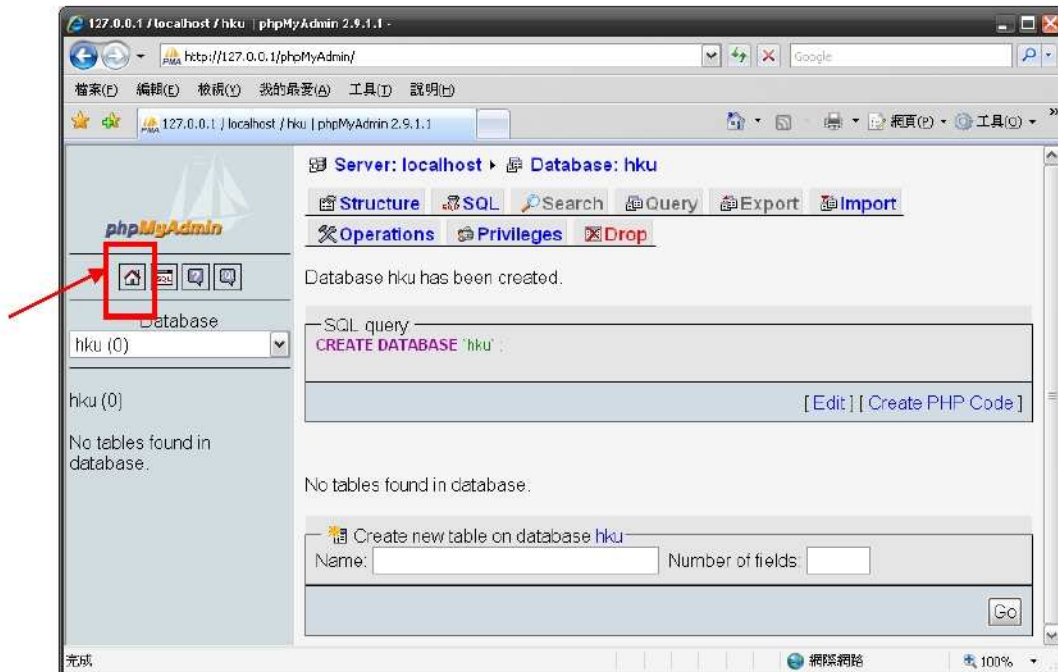 127.0.0.1 / localhost / hku | phpMyAdmin 2.9.1.1 -
http://127.0.0.1/phpMyAdmin/
Google
檔案(F) 編輯(E) 檢視(V) 我的最愛(A) 工具(T) 說明(H)
127.0.0.1 / localhost / hku | phpMyAdmin 2.9.1.1
網頁(P) 工具(O) »
phpMyAdmin
SQL
Database
hku (0)
hku (0)
No tables found in
database.
Server: localhost Database: hku
Structure SQL Search Query Export Import
Operations Privileges Drop
Database hku has been created.
SQL query
CREATE DATABASE `hku` ;
[ Edit ] [ Create PHP Code ]
No tables found in database.
Create new table on database hku
Name: Number of fields:
Go
完成 網際網路 100%